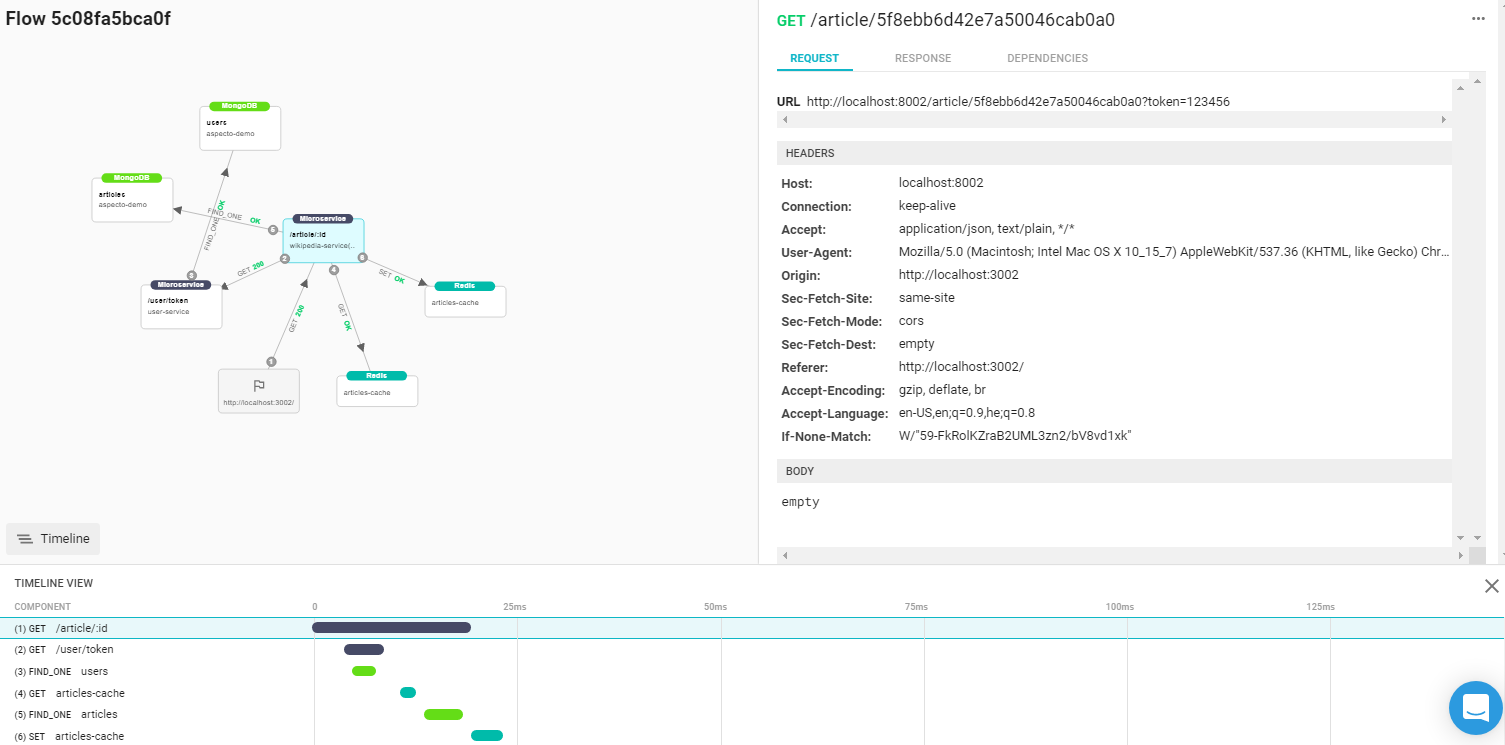 Flow 5c08fa5bca0f
MongoDB
users
aspecto-demo
MongoDB
articles
aspecto-demo
FIND_ONE OK
FIND_ONE OK
5
Microservice
/article/:id
wikipedia-service(..
2
4
6
GET 200
SET OK
3
Microservice
/user/token
user-service
Redis
articles-cache
GET 200
GET OK
1
http://localhost:3002/
Redis
articles-cache
Timeline
GET /article/5f8ebb6d42e7a50046cab0a0
REQUEST RESPONSE DEPENDENCIES
URL http://localhost:8002/article/5f8ebb6d42e7a50046cab0a0?token=123456
HEADERS
Host: localhost:8002
Connection: keep-alive
Accept: application/json, text/plain, */*
User-Agent: Mozilla/5.0 (Macintosh; Intel Mac OS X 10_15_7) AppleWebKit/537.36 (KHTML, like Gecko) Chr...
Origin: http://localhost:3002
Sec-Fetch-Site: same-site
Sec-Fetch-Mode: cors
Sec-Fetch-Dest: empty
Referer: http://localhost:3002/
Accept-Encoding: gzip, deflate, br
Accept-Language: en-US,en;q=0.9,he;q=0.8
If-None-Match: W/"59-FkRolKZraB2UML3zn2/bV8vd1xk"
BODY
empty
TIMELINE VIEW
COMPONENT 0 25ms 50ms 75ms 100ms 125ms
(1) GET /article/:id
(2) GET /user/token
(3) FIND_ONE users
(4) GET articles-cache
(5) FIND_ONE articles
(6) SET articles-cache